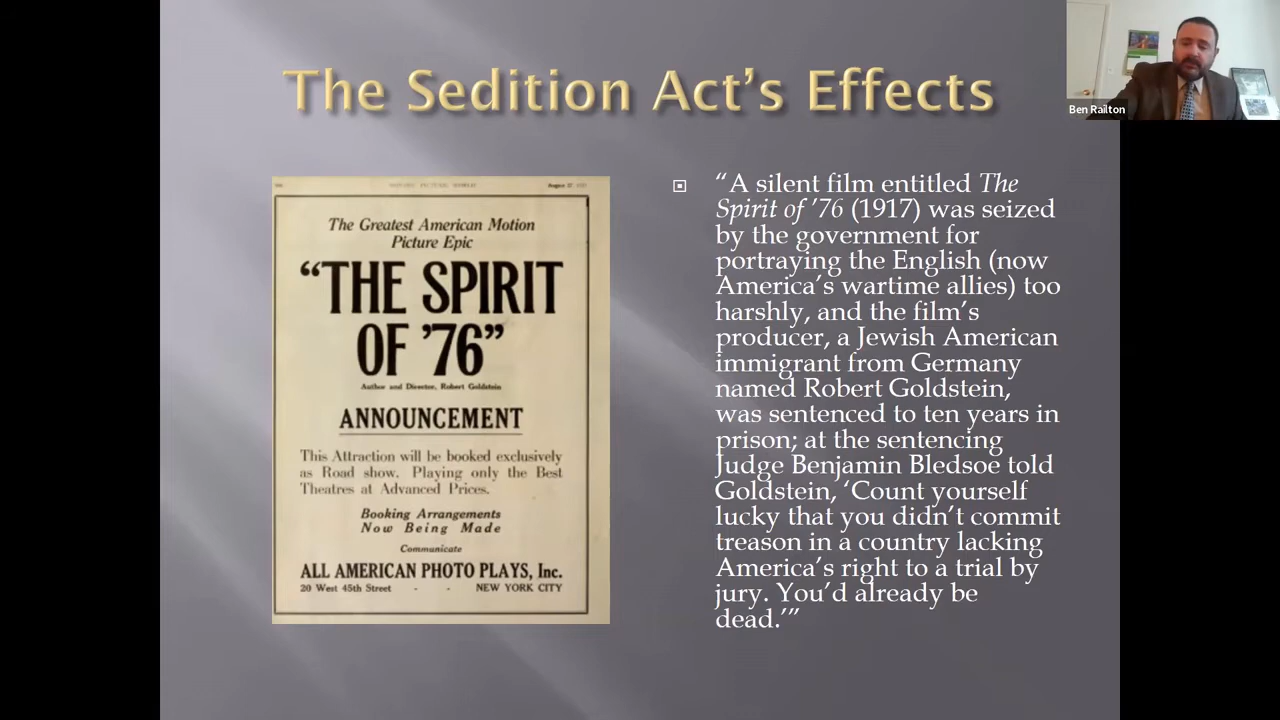 The Sedition Act’s Effects
Ben Railton
MOVING PICTURE WORLD
The Greatest American Motion
Picture Epic
“THE SPIRIT
OF ’76”
Author and Director, Robert Goldstein
ANNOUNCEMENT
This Attraction will be booked exclusively
as Road show. Playing only the Best
Theatres at Advanced Prices.
Booking Arrangements
Now Being Made
Communicate
ALL AMERICAN PHOTO PLAYS, Inc.
20 West 45th Street - - NEW YORK CITY
“A silent film entitled The
Spirit of ’76 (1917) was seized
by the government for
portraying the English (now
America’s wartime allies) too
harshly, and the film’s
producer, a Jewish American
immigrant from Germany
named Robert Goldstein,
was sentenced to ten years in
prison; at the sentencing
Judge Benjamin Bledsoe told
Goldstein, ‘Count yourself
lucky that you didn’t commit
treason in a country lacking
America’s right to a trial by
jury. You’d already be
dead.’”